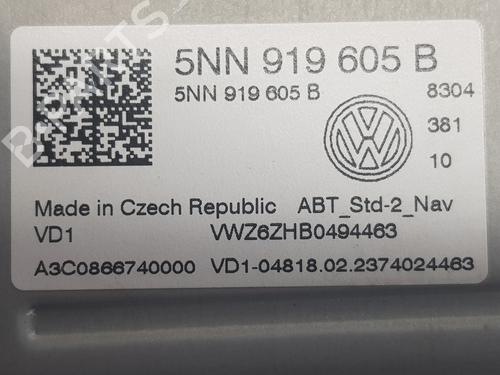 5NN 919 605 B
5NN 919 605 B
8304
381
10
Made in Czech Republic ABT_Std-2_Nav
VD1 VWZ6ZHB0494463
A3C0866740000 VD1-04818.02.2374024463